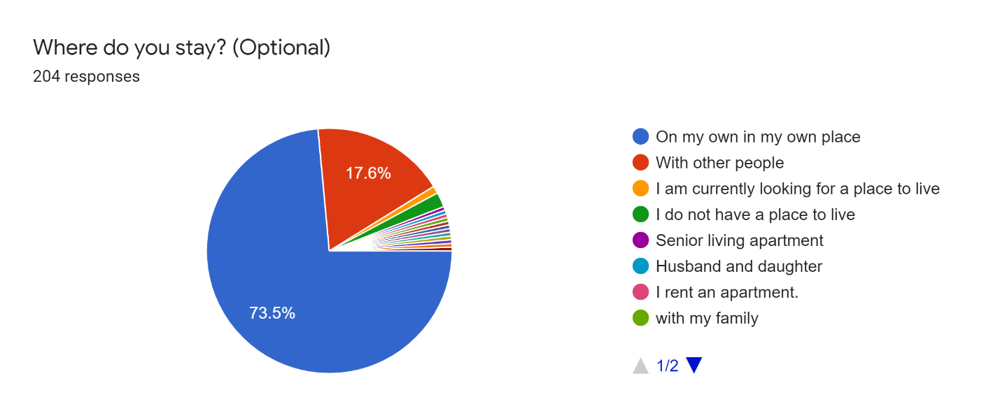 Where do you stay? (Optional)
204 responses
17.6%
73.5%
On my own in my own place
With other people
I am currently looking for a place to live
I do not have a place to live
Senior living apartment
Husband and daughter
I rent an apartment.
with my family
1/2